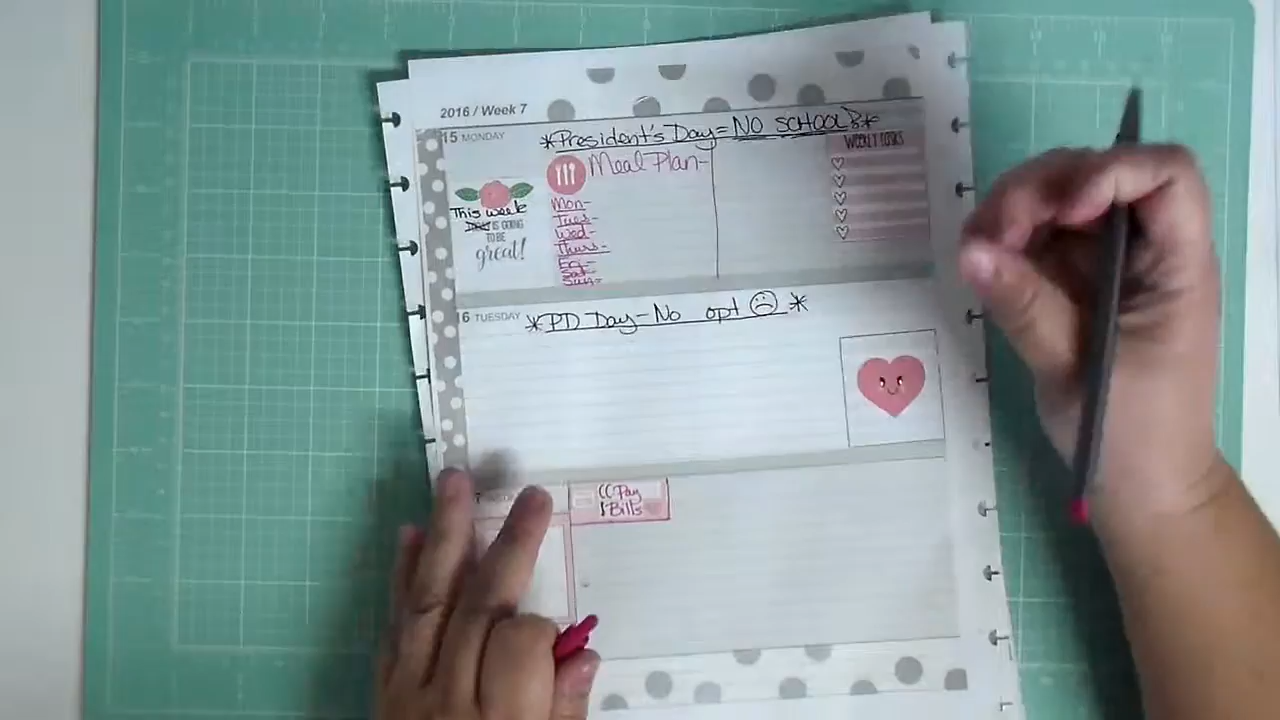 2016 / Week 7
15 MONDAY
*President's Day= NO SCHOOL!*
Meal Plan-
WEEKLY TASKS
Mon-
Tues-
Wed-
Thurs-
Fri-
Sat-
Sun-
This week
IS GOING
TO BE
great!
16 TUESDAY
*PD Day-No opt ☹ *
Pay
Bills